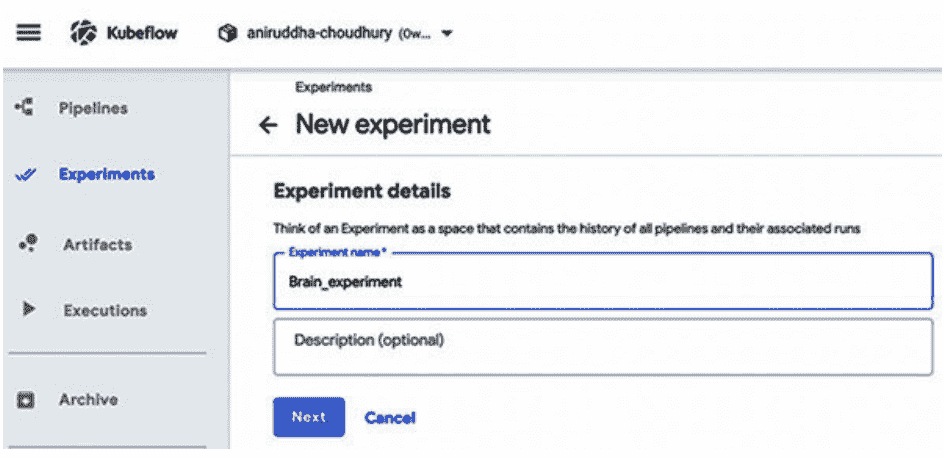 Kubeflow
aniruddha-choudhury (Ow...
Pipelines
Experiments
Artifacts
Executions
Archive
Experiments
New experiment
Experiment details
Think of an Experiment as a space that contains the history of all pipelines and their associated runs
Experiment name*
Brain_experiment
Description (optional)
Next
Cancel